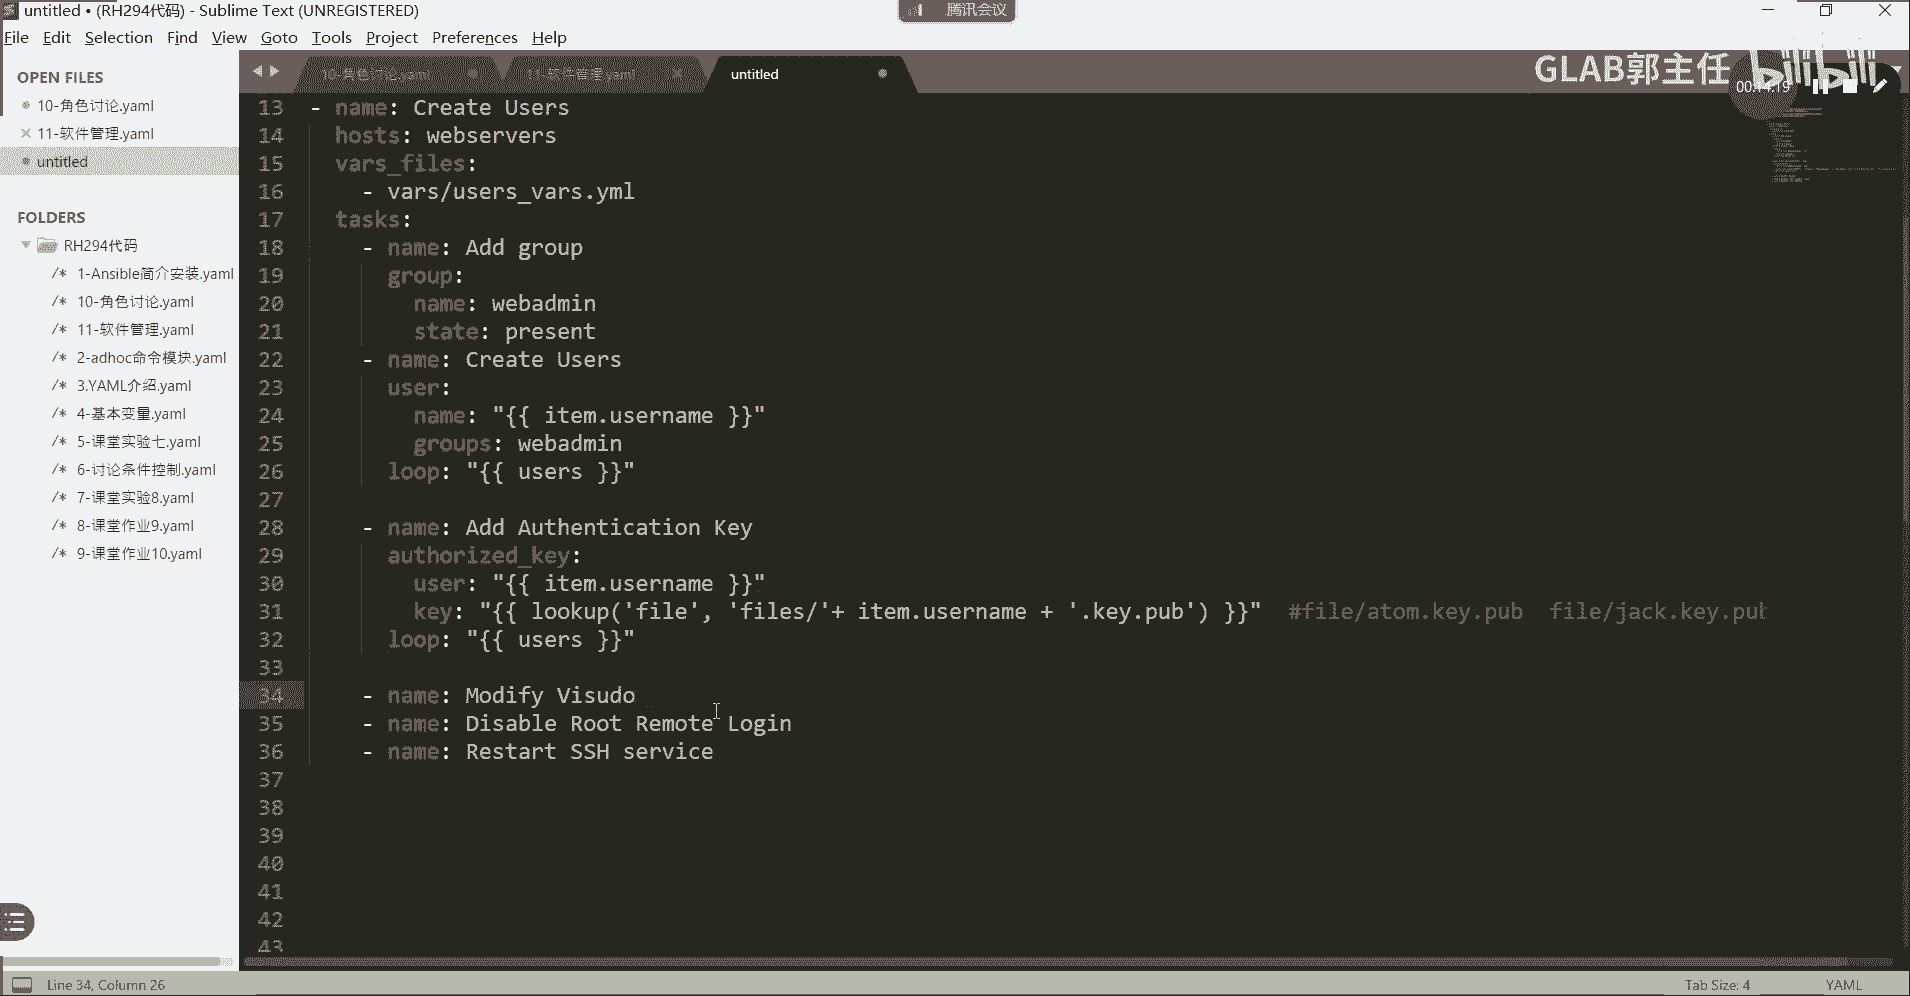 untitled • (RH294代码) - Sublime Text (UNREGISTERED)
腾讯会议
File Edit Selection Find View Goto Tools Project Preferences Help
OPEN FILES
10-角色讨论.yaml
11-软件管理.yaml
untitled
FOLDERS
RH294代码
/* 1-Ansible简介安装.yaml
/* 10-角色讨论.yaml
/* 11-软件管理.yaml
/* 2-adhoc命令模块.yaml
/* 3.YAML介绍.yaml
/* 4-基本变量.yaml
/* 5-课堂实验七.yaml
/* 6-讨论条件控制.yaml
/* 7-课堂实验8.yaml
/* 8-课堂作业9.yaml
/* 9-课堂作业10.yaml
10-角色讨论.yaml 11-软件管理.yaml untitled
GLAB郭主任 bilibili
00:14:19
13 - name: Create Users
14 hosts: webservers
15 vars_files:
16 - vars/users_vars.yml
17 tasks:
18 - name: Add group
19 group:
20 name: webadmin
21 state: present
22 - name: Create Users
23 user:
24 name: "{{ item.username }}"
25 groups: webadmin
26 loop: "{{ users }}"
27
28 - name: Add Authentication Key
29 authorized_key:
30 user: "{{ item.username }}"
31 key: "{{ lookup('file', 'files/'+ item.username + '.key.pub') }}" #file/atom.key.pub file/jack.key.pub
32 loop: "{{ users }}"
33
34 - name: Modify Visudo
35 - name: Disable Root Remote Login
36 - name: Restart SSH service
37
38
39
40
41
42
43
Line 34, Column 26
Tab Size: 4
YAML